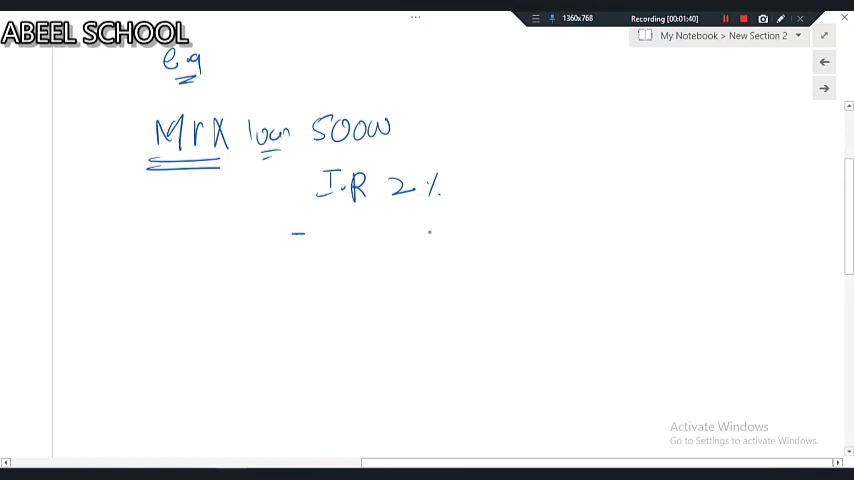 1360x768
Recording [00:01:40]
ABEEL SCHOOL
My Notebook > New Section 2
e.g
Mr X loan 50000
I.R 2%
Activate Windows
Go to Settings to activate Windows.